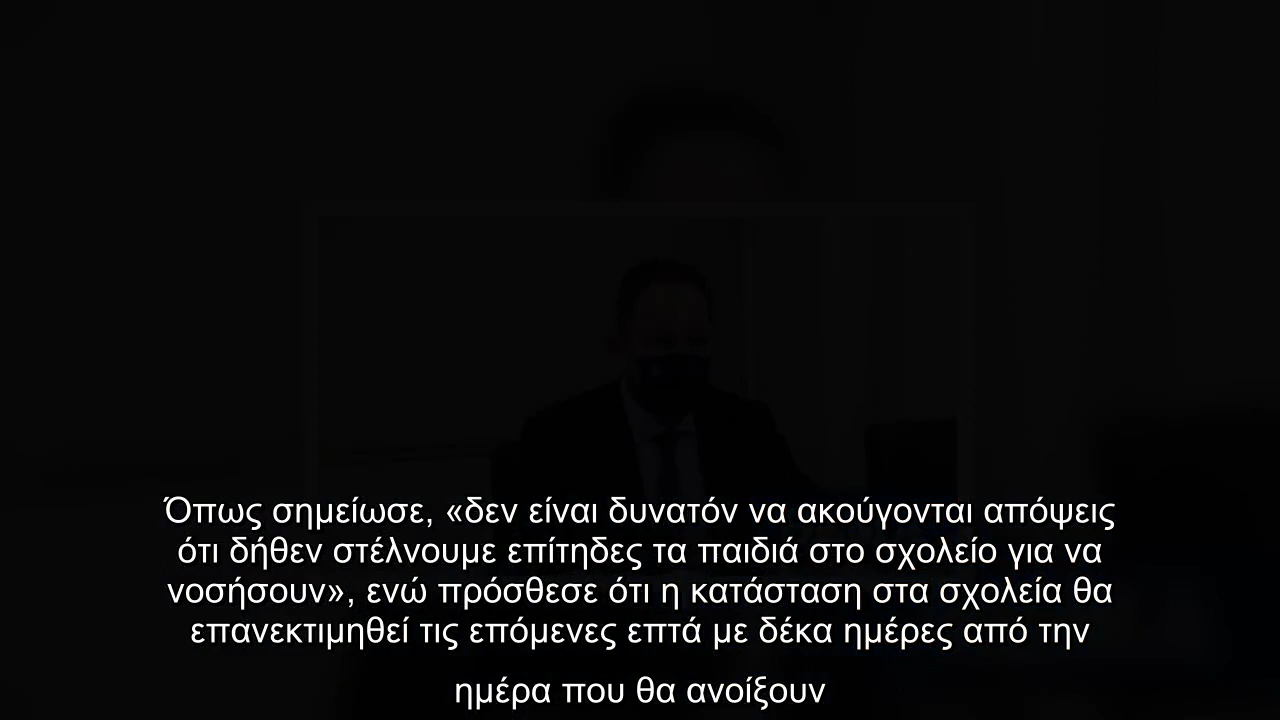 Όπως σημείωσε, «δεν είναι δυνατόν να ακούγονται απόψεις
ότι δήθεν στέλνουμε επίτηδες τα παιδιά στο σχολείο για να
νοσήσουν», ενώ πρόσθεσε ότι η κατάσταση στα σχολεία θα
επανεκτιμηθεί τις επόμενες επτά με δέκα ημέρες από την
ημέρα που θα ανοίξουν